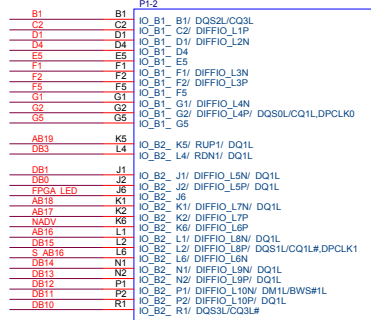 P1-2
B1 B1 IO_B1_ B1/ DQS2L/CQ3L
C2 C2 IO_B1_ C2/ DIFFIO_L1P
D1 D1 IO_B1_ D1/ DIFFIO_L2N
D4 D4 IO_B1_ D4
E5 E5 IO_B1_ E5
F1 F1 IO_B1_ F1/ DIFFIO_L3N
F2 F2 IO_B1_ F2/ DIFFIO_L3P
F5 F5 IO_B1_ F5
G1 G1 IO_B1_ G1/ DIFFIO_L4N
G2 G2 IO_B1_ G2/ DIFFIO_L4P/ DQS0L/CQ1L,DPCLK0
G5 G5 IO_B1_ G5
AB19 K5 IO_B2_ K5/ RUP1/ DQ1L
DB3 L4 IO_B2_ L4/ RDN1/ DQ1L
DB1 J1 IO_B2_ J1/ DIFFIO_L5N/ DQ1L
DB0 J2 IO_B2_ J2/ DIFFIO_L5P/ DQ1L
FPGA_LED J6 IO_B2_ J6
AB18 K1 IO_B2_ K1/ DIFFIO_L7N/ DQ1L
AB17 K2 IO_B2_ K2/ DIFFIO_L7P
NADV K6 IO_B2_ K6/ DIFFIO_L6P
AB16 L1 IO_B2_ L1/ DIFFIO_L8N/ DQ1L
DB15 L2 IO_B2_ L2/ DIFFIO_L8P/ DQS1L/CQ1L#,DPCLK1
S_AB16 L6 IO_B2_ L6/ DIFFIO_L6N
DB14 N1 IO_B2_ N1/ DIFFIO_L9N/ DQ1L
DB13 N2 IO_B2_ N2/ DIFFIO_L9P/ DQ1L
DB12 P1 IO_B2_ P1/ DIFFIO_L10N/ DM1L/BWS#1L
DB11 P2 IO_B2_ P2/ DIFFIO_L10P/ DQ1L
DB10 R1 IO_B2_ R1/ DQS3L/CQ3L#